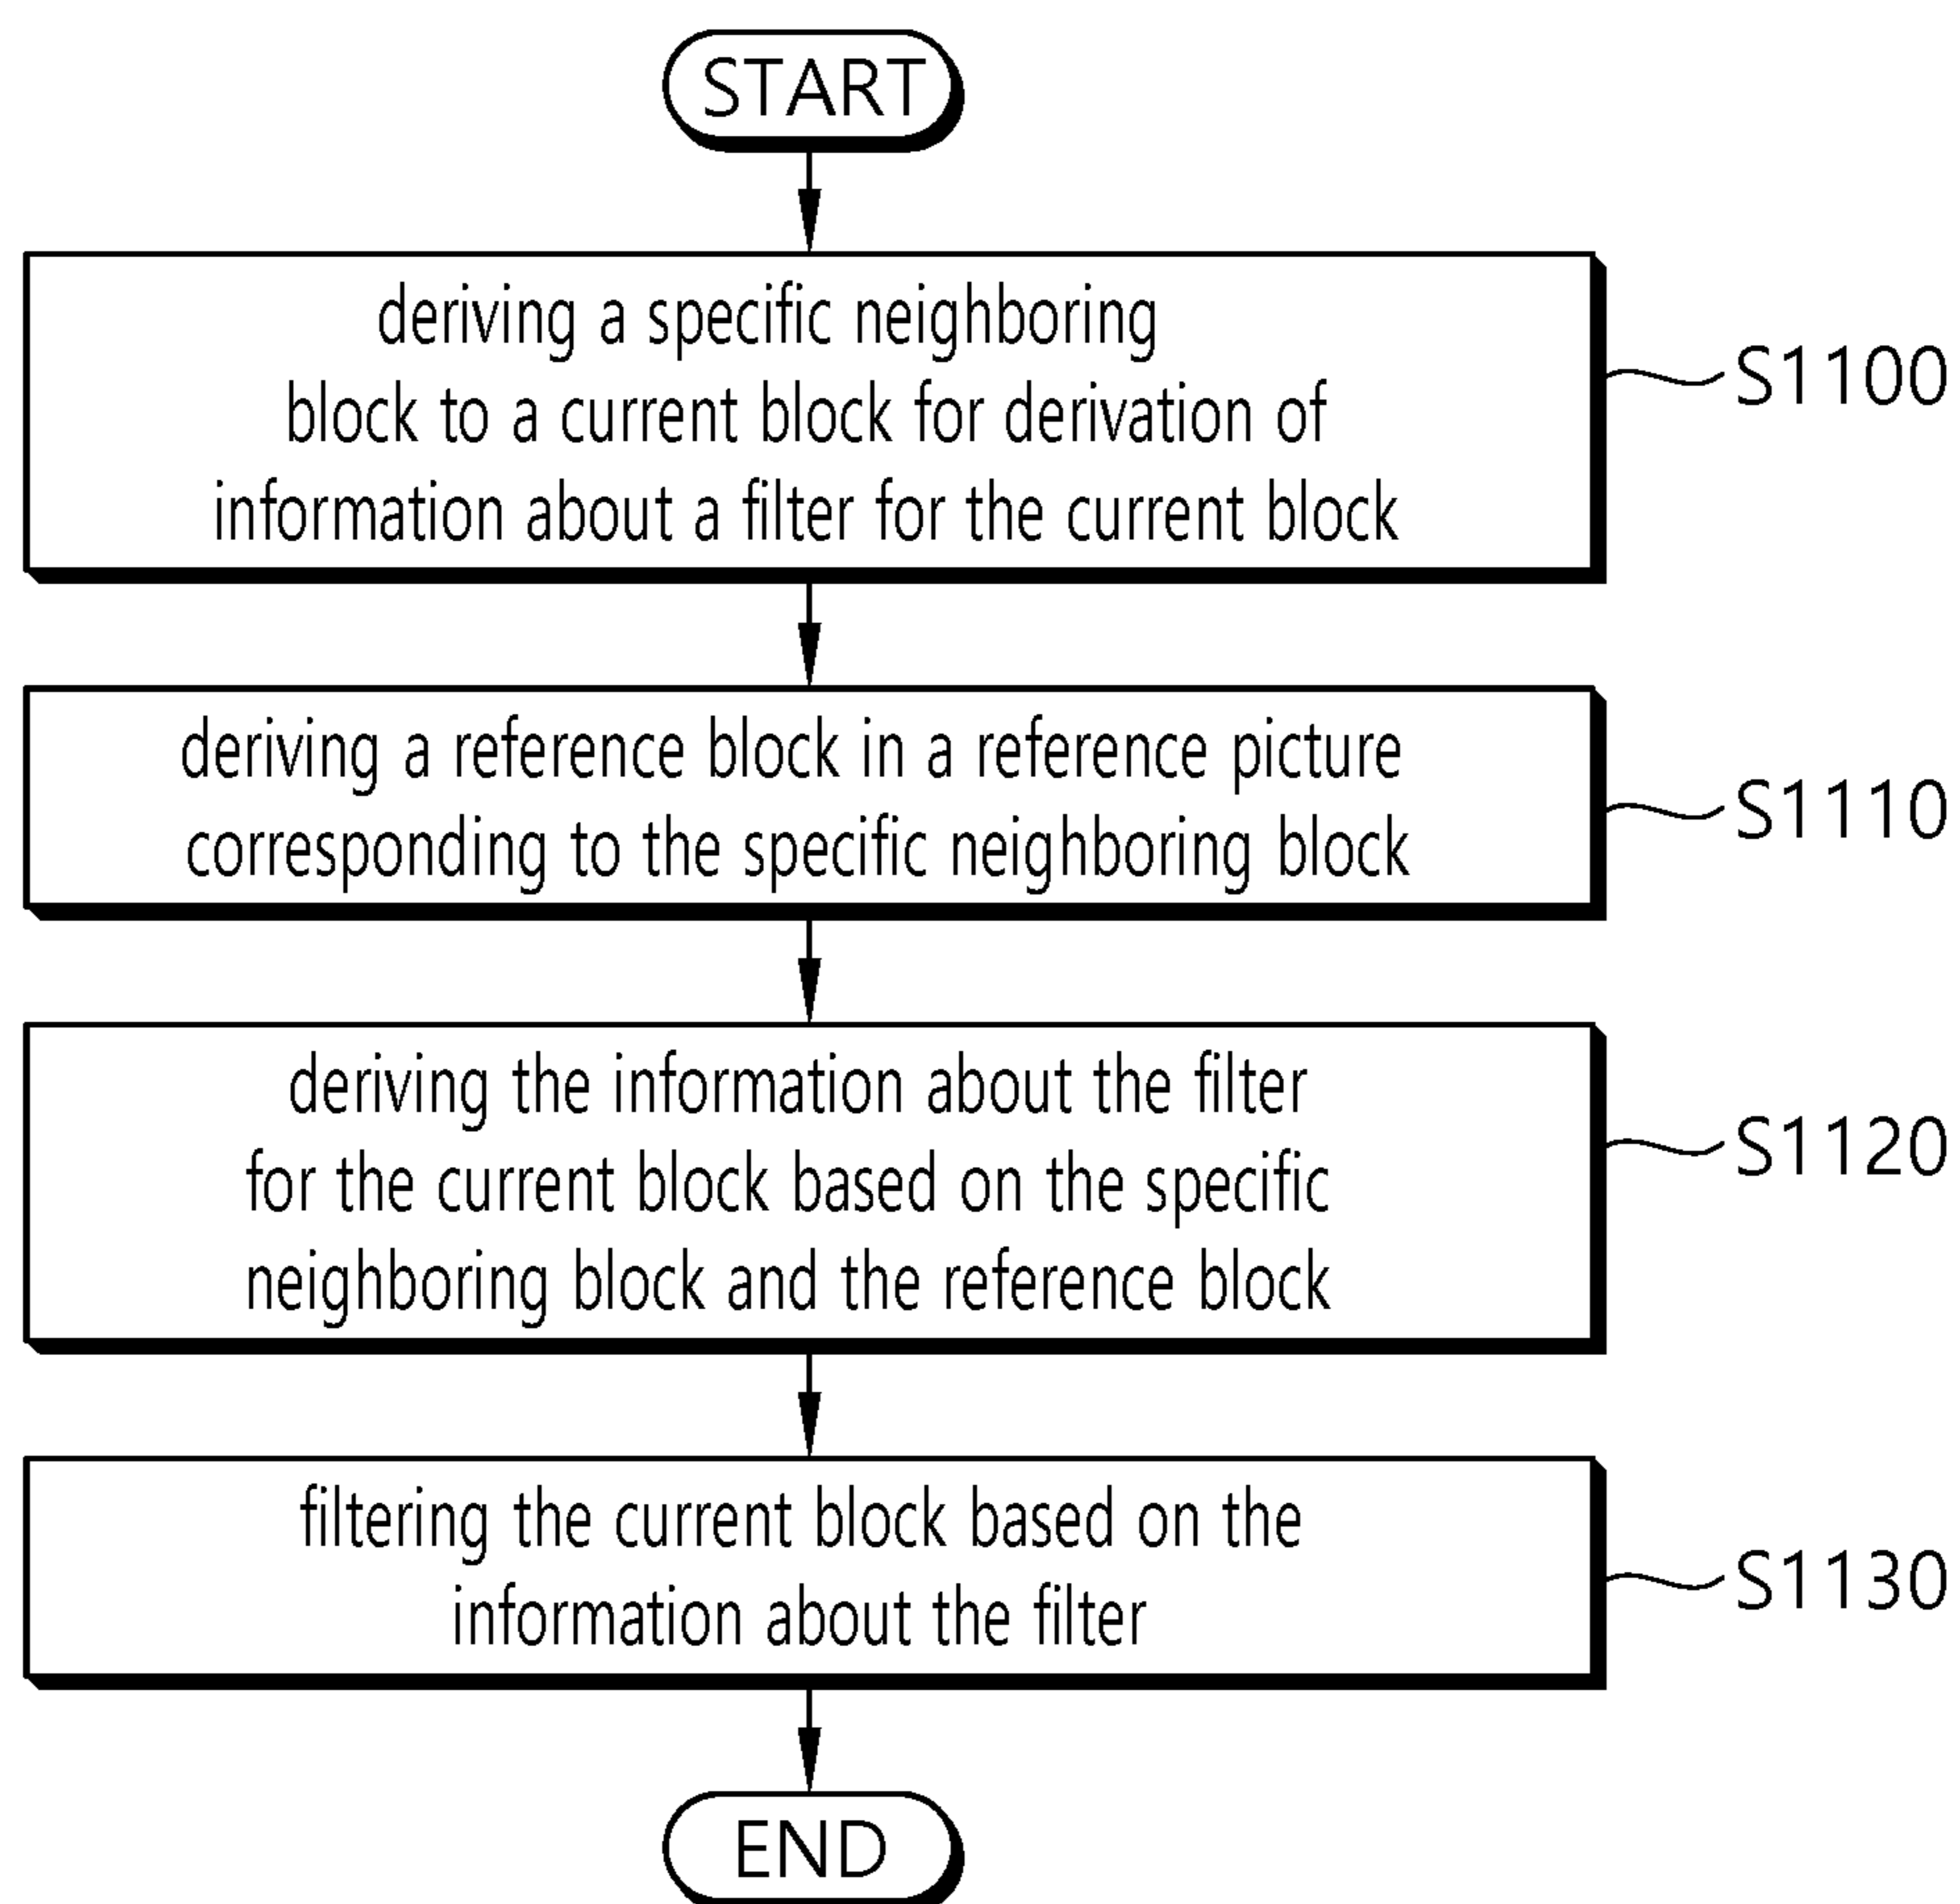 START
deriving a specific neighboring
block to a current block for derivation of
information about a filter for the current block
S1100
deriving a reference block in a reference picture
corresponding to the specific neighboring block
S1110
deriving the information about the filter
for the current block based on the specific
neighboring block and the reference block
S1120
filtering the current block based on the
information about the filter
S1130
END